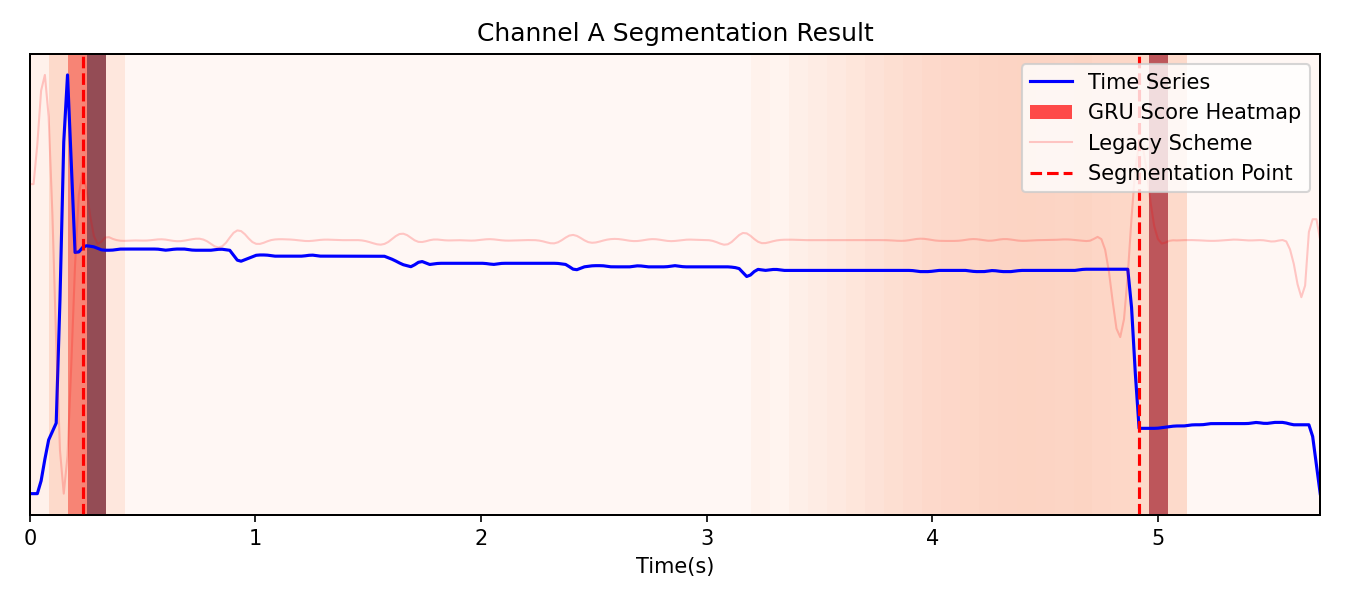 Channel A Segmentation Result
Time Series
GRU Score Heatmap
Legacy Scheme
Segmentation Point
0 1 2 3 4 5
Time(s)